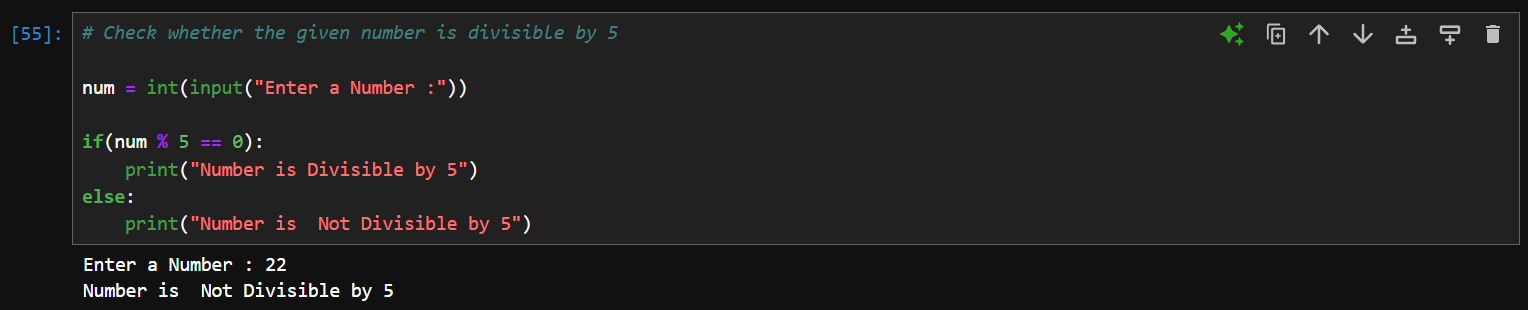 [55]: # Check whether the given number is divisible by 5
num = int(input("Enter a Number :"))
if(num % 5 == 0):
    print("Number is Divisible by 5")
else:
    print("Number is  Not Divisible by 5")
Enter a Number : 22
Number is  Not Divisible by 5